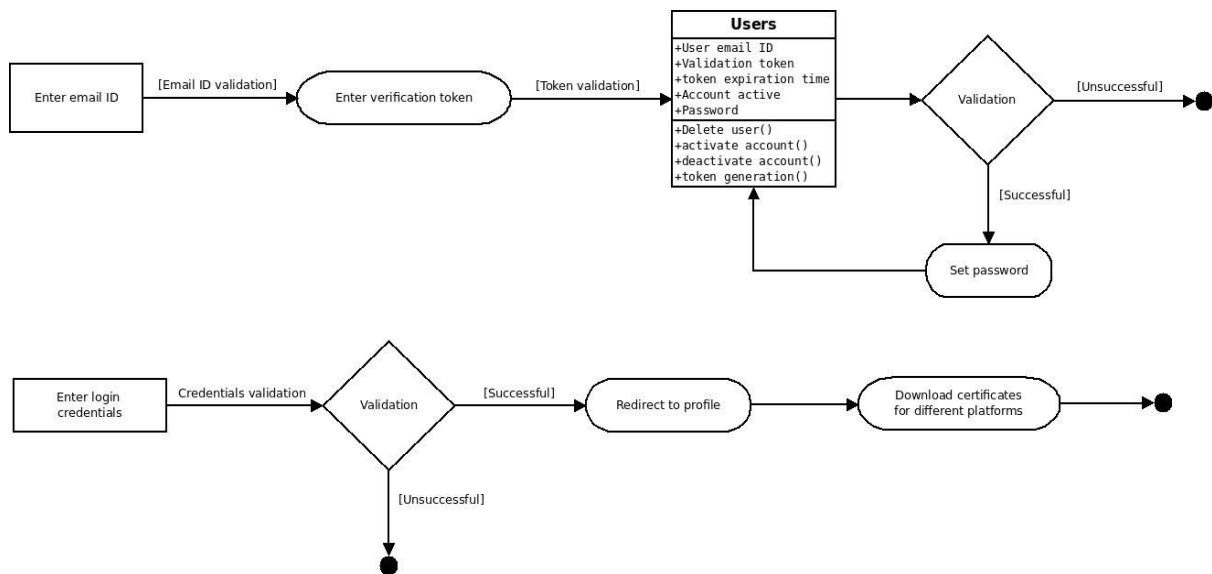 Enter email ID
[Email ID validation]
Enter verification token
[Token validation]
Users
+User email ID
+Validation token
+token expiration time
+Account active
+Password
+Delete user()
+activate account()
+deactivate account()
+token generation()
Validation
[Unsuccessful]
[Successful]
Set password
Enter login
credentials
Credentials validation
Validation
[Successful]
Redirect to profile
Download certificates
for different platforms
[Unsuccessful]